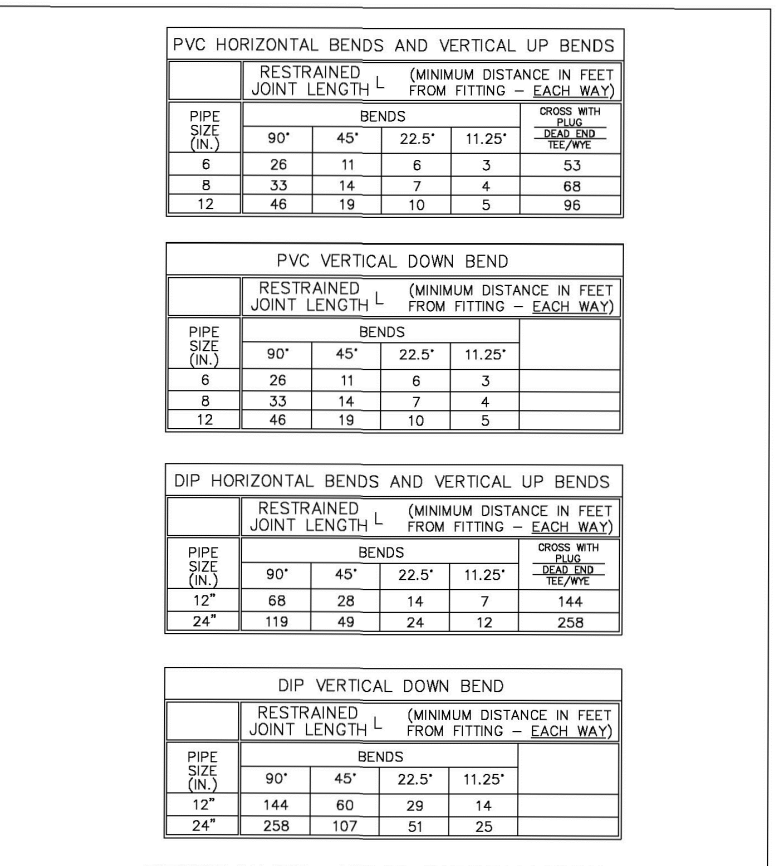 PVC HORIZONTAL BENDS AND VERTICAL UP BENDS
RESTRAINED JOINT LENGTH L (MINIMUM DISTANCE IN FEET FROM FITTING – EACH WAY)
PIPE SIZE (IN.) BENDS CROSS WITH PLUG DEAD END TEE/WYE
90° 45° 22.5° 11.25°
6 26 11 6 3 53
8 33 14 7 4 68
12 46 19 10 5 96
PVC VERTICAL DOWN BEND
RESTRAINED JOINT LENGTH L (MINIMUM DISTANCE IN FEET FROM FITTING – EACH WAY)
PIPE SIZE (IN.) BENDS
90° 45° 22.5° 11.25°
6 26 11 6 3
8 33 14 7 4
12 46 19 10 5
DIP HORIZONTAL BENDS AND VERTICAL UP BENDS
RESTRAINED JOINT LENGTH L (MINIMUM DISTANCE IN FEET FROM FITTING – EACH WAY)
PIPE SIZE (IN.) BENDS CROSS WITH PLUG DEAD END TEE/WYE
90° 45° 22.5° 11.25°
12" 68 28 14 7 144
24" 119 49 24 12 258
DIP VERTICAL DOWN BEND
RESTRAINED JOINT LENGTH L (MINIMUM DISTANCE IN FEET FROM FITTING – EACH WAY)
PIPE SIZE (IN.) BENDS
90° 45° 22.5° 11.25°
12" 144 60 29 14
24" 258 107 51 25